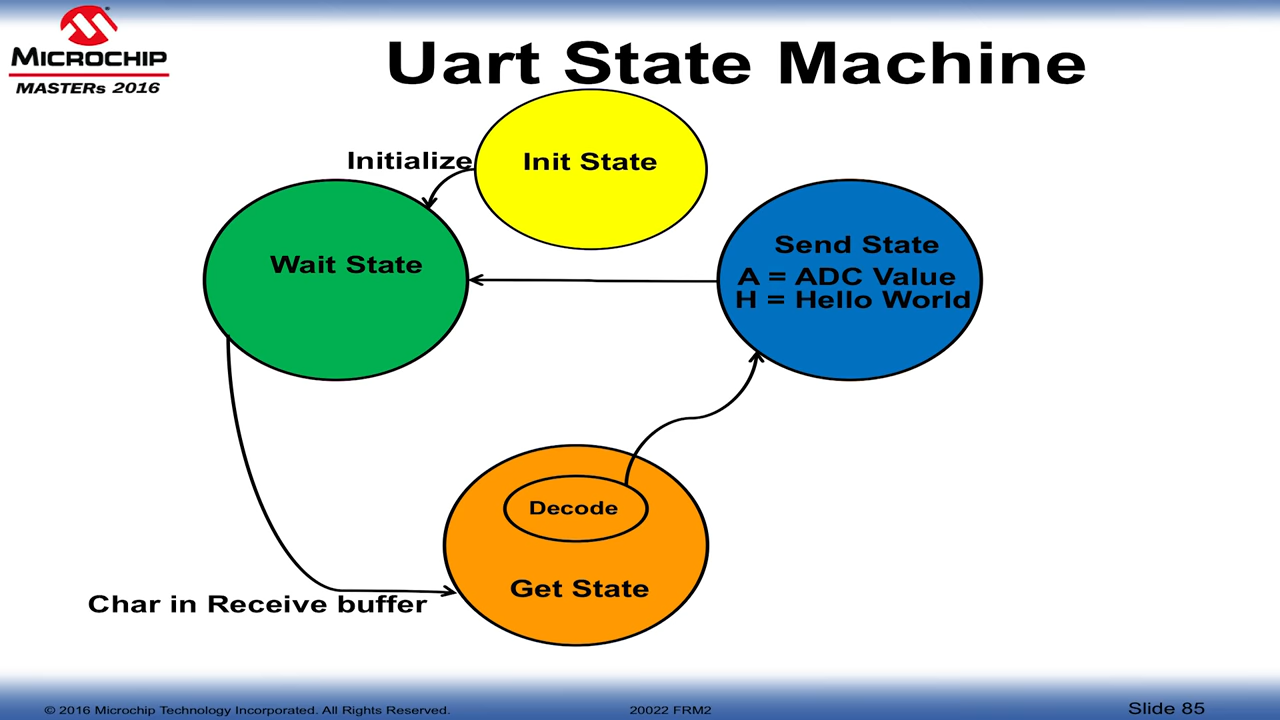 MICROCHIP
MASTERs 2016
Uart State Machine
Initialize
Init State
Wait State
Send State
A = ADC Value
H = Hello World
Decode
Get State
Char in Receive buffer
© 2016 Microchip Technology Incorporated. All Rights Reserved.
20022 FRM2
Slide 85